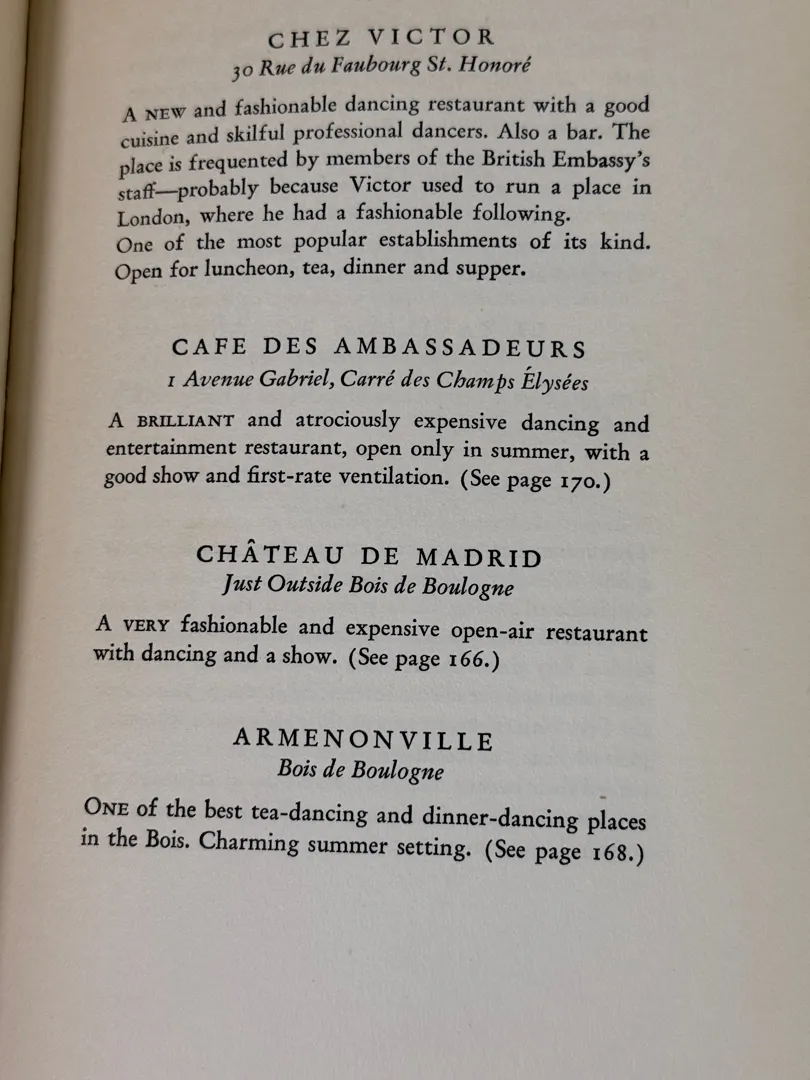 CHEZ VICTOR
30 Rue du Faubourg St. Honoré
A NEW and fashionable dancing restaurant with a good
cuisine and skilful professional dancers. Also a bar. The
place is frequented by members of the British Embassy's
staff—probably because Victor used to run a place in
London, where he had a fashionable following.
One of the most popular establishments of its kind.
Open for luncheon, tea, dinner and supper.
CAFE DES AMBASSADEURS
1 Avenue Gabriel, Carré des Champs Élysées
A BRILLIANT and atrociously expensive dancing and
entertainment restaurant, open only in summer, with a
good show and first-rate ventilation. (See page 170.)
CHÂTEAU DE MADRID
Just Outside Bois de Boulogne
A VERY fashionable and expensive open-air restaurant
with dancing and a show. (See page 166.)
ARMENONVILLE
Bois de Boulogne
ONE of the best tea-dancing and dinner-dancing places
in the Bois. Charming summer setting. (See page 168.)